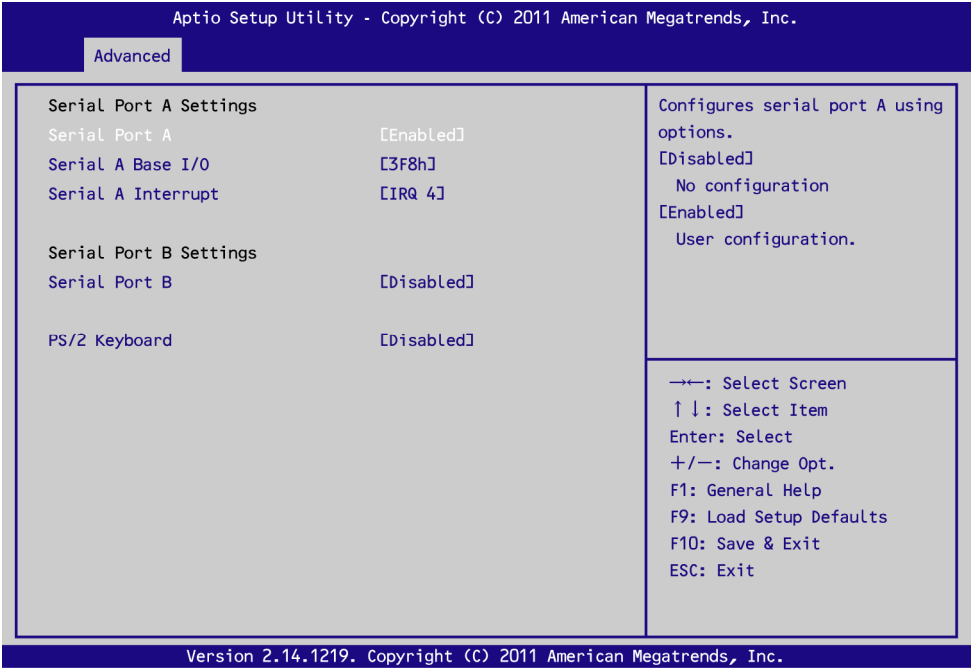 Aptio Setup Utility - Copyright (C) 2011 American Megatrends, Inc.
Advanced
Serial Port A Settings
Serial Port A [Enabled]
Serial A Base I/O [3F8h]
Serial A Interrupt [IRQ 4]
Serial Port B Settings
Serial Port B [Disabled]
PS/2 Keyboard [Disabled]
Configures serial port A using
options.
[Disabled]
No configuration
[Enabled]
User configuration.
→←: Select Screen
↑↓: Select Item
Enter: Select
+/−: Change Opt.
F1: General Help
F9: Load Setup Defaults
F10: Save & Exit
ESC: Exit
Version 2.14.1219. Copyright (C) 2011 American Megatrends, Inc.